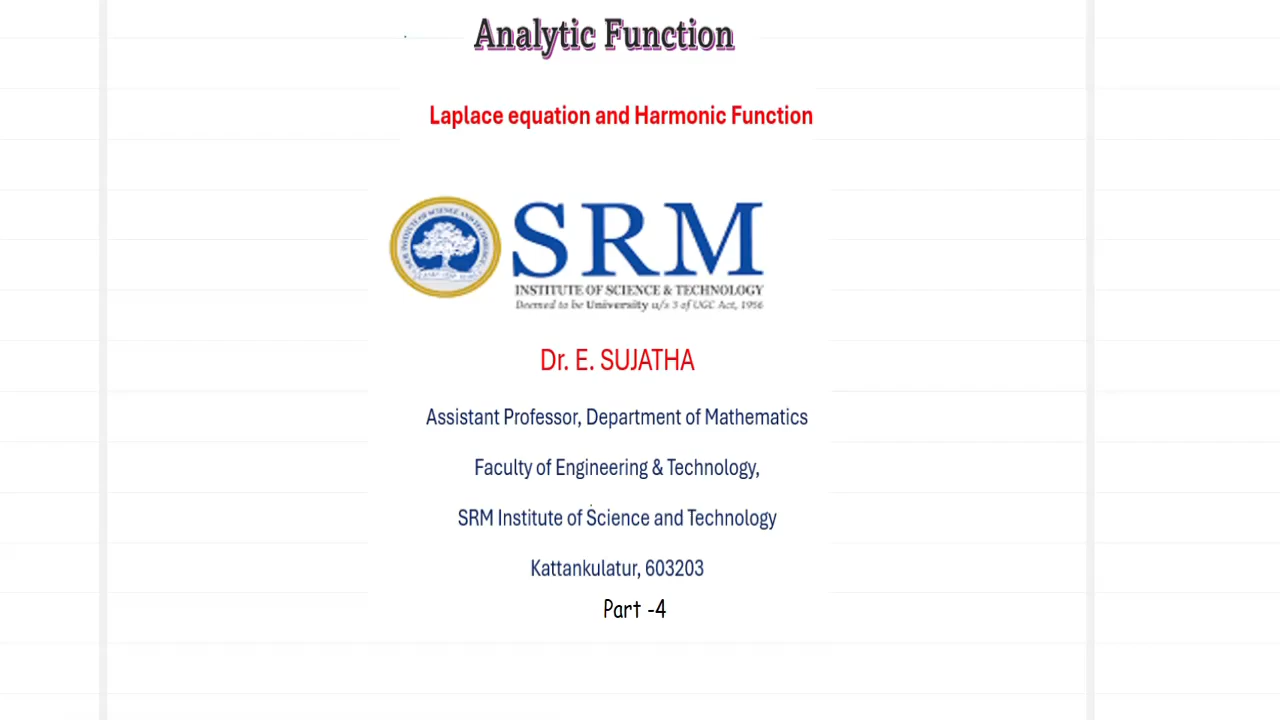 Analytic Function
Laplace equation and Harmonic Function
SRM
INSTITUTE OF SCIENCE & TECHNOLOGY
Deemed to be University u/s 3 of UGC Act, 1956
Dr. E. SUJATHA
Assistant Professor, Department of Mathematics
Faculty of Engineering & Technology,
SRM Institute of Science and Technology
Kattankulatur, 603203
Part -4